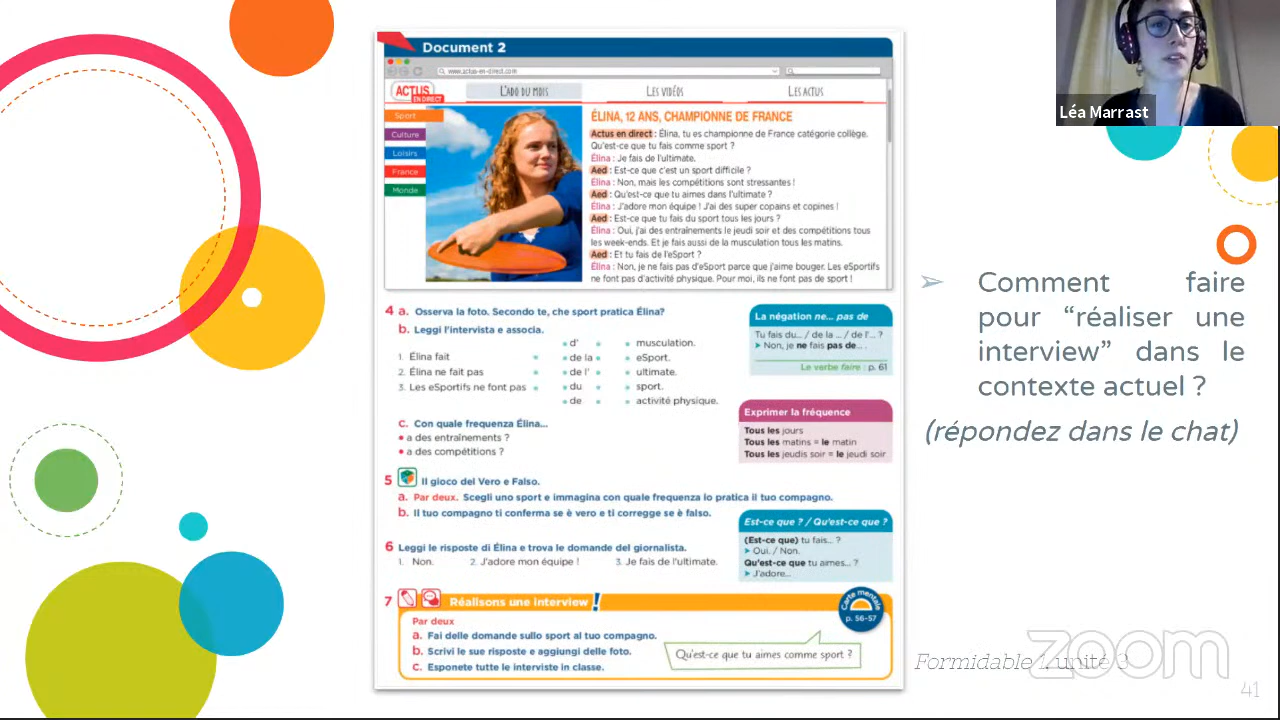 Document 2
www.actus-en-direct.com
ACTUS
EN DIRECT
L'ADO DU MOIS
LES VIDÉOS
LES ACTUS
Sport
Culture
Loisirs
France
Monde
ÉLINA, 12 ANS, CHAMPIONNE DE FRANCE
Actus en direct : Élina, tu es championne de France catégorie collège.
Qu'est-ce que tu fais comme sport ?
Élina : Je fais de l'ultimate.
Aed : Est-ce que c'est un sport difficile ?
Élina : Non, mais les compétitions sont stressantes !
Aed : Qu'est-ce que tu aimes dans l'ultimate ?
Élina : J'adore mon équipe ! J'ai des super copains et copines !
Aed : Est-ce que tu fais du sport tous les jours ?
Élina : Oui, j'ai des entraînements le jeudi soir et des compétitions tous
les week-ends. Et je fais aussi de la musculation tous les matins.
Aed : Et tu fais de l'eSport ?
Élina : Non, je ne fais pas d'eSport parce que j'aime bouger. Les eSportifs
ne font pas d'activité physique. Pour moi, ils ne font pas de sport !
4 a. Osserva la foto. Secondo te, che sport pratica Élina?
b. Leggi l'intervista e associa.
1. Élina fait
2. Élina ne fait pas
3. Les eSportifs ne font pas
d'
de la
de l'
du
de
musculation.
eSport.
ultimate.
sport.
activité physique.
La négation ne... pas de
Tu fais du... / de la ... / de l'... ?
➤ Non, je ne fais pas de... .
Le verbe faire : p. 61
c. Con quale frequenza Élina...
• a des entraînements ?
• a des compétitions ?
Exprimer la fréquence
Tous les jours
Tous les matins = le matin
Tous les jeudis soir = le jeudi soir
5 Il gioco del Vero e Falso.
a. Par deux. Scegli uno sport e immagina con quale frequenza lo pratica il tuo compagno.
b. Il tuo compagno ti conferma se è vero e ti corregge se è falso.
Est-ce que ? / Qu'est-ce que ?
(Est-ce que) tu fais... ?
➤ Oui. / Non.
Qu'est-ce que tu aimes... ?
➤ J'adore...
6 Leggi le risposte di Élina e trova le domande del giornalista.
1. Non. 2. J'adore mon équipe ! 3. Je fais de l'ultimate.
7 Réalisons une interview !
Carte mentale
p. 56-57
Par deux
a. Fai delle domande sullo sport al tuo compagno.
b. Scrivi le sue risposte e aggiungi delle foto.
c. Esponete tutte le interviste in classe.
Qu'est-ce que tu aimes comme sport ?
Léa Marrast
➢ Comment faire
pour “réaliser une
interview” dans le
contexte actuel ?
(répondez dans le chat)
Formidable 1, unité
zoom
41